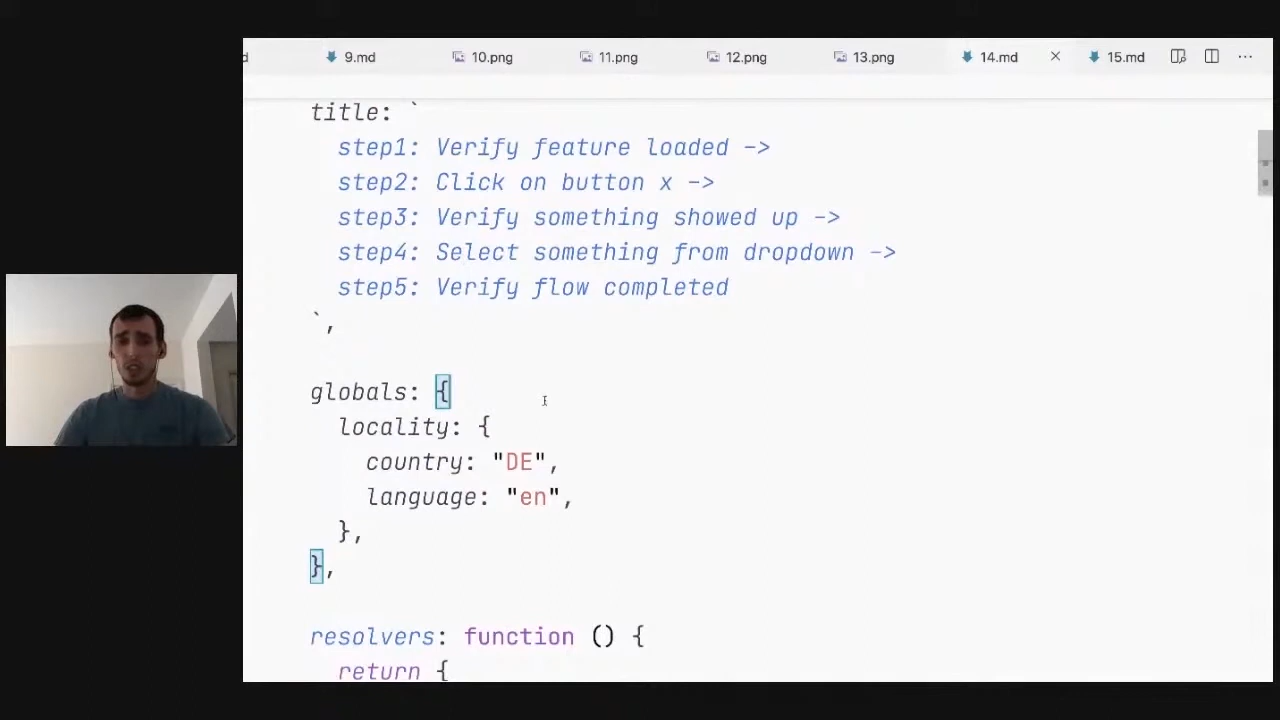 9.md 10.png 11.png 12.png 13.png 14.md 15.md
title: `
step1: Verify feature loaded ->
step2: Click on button x ->
step3: Verify something showed up ->
step4: Select something from dropdown ->
step5: Verify flow completed
`,
globals: {
locality: {
country: "DE",
language: "en",
},
},
resolvers: function () {
return {